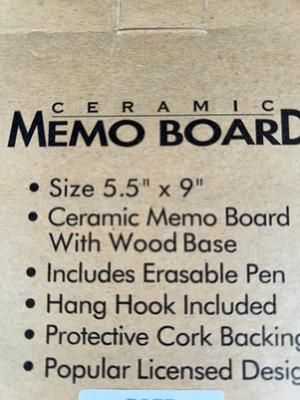 CERAMIC
MEMO BOARD
• Size 5.5" x 9"
• Ceramic Memo Board
With Wood Base
• Includes Erasable Pen
• Hang Hook Included
• Protective Cork Backing
• Popular Licensed